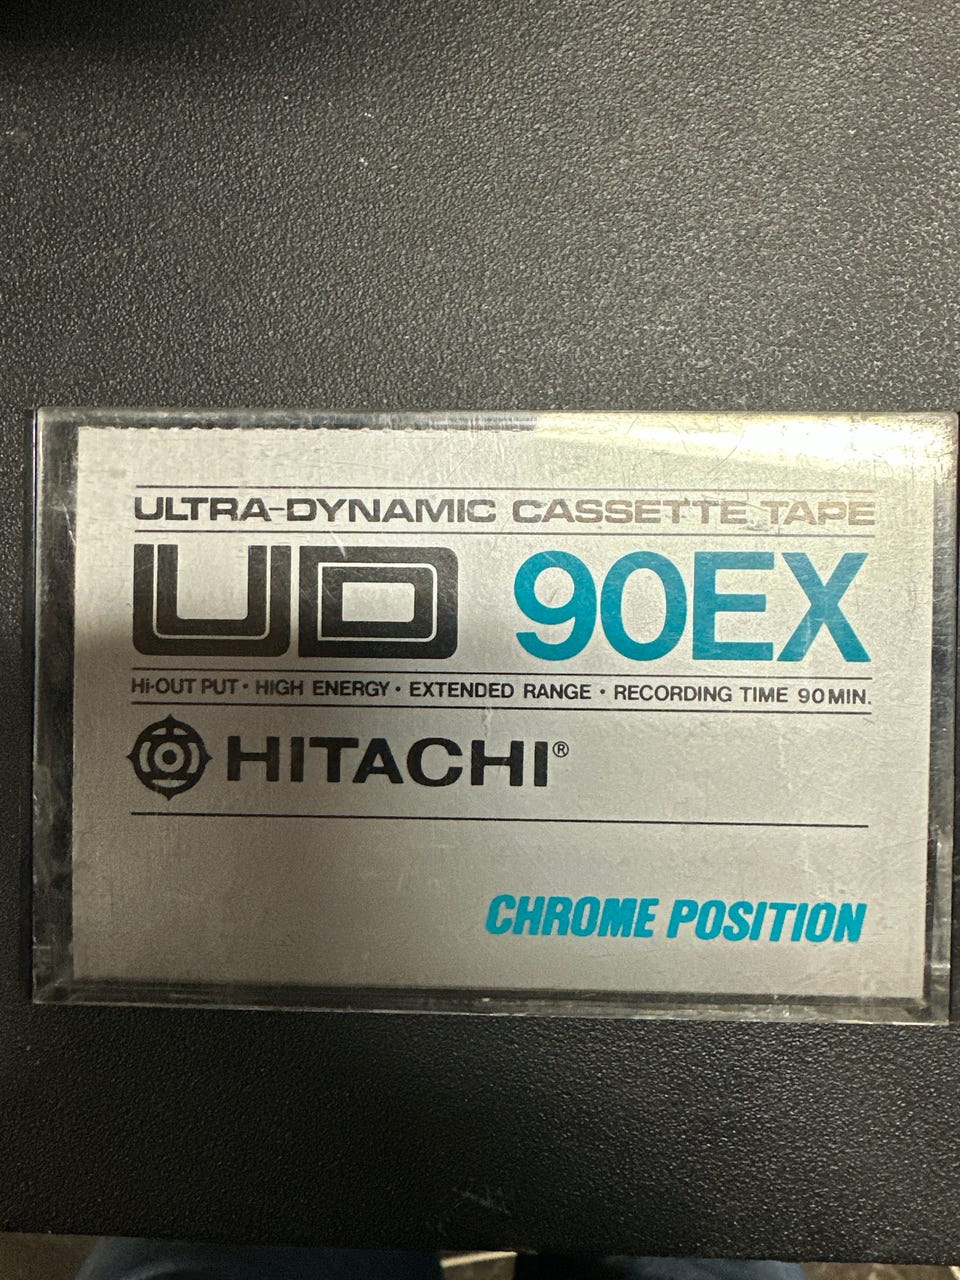 ULTRA-DYNAMIC CASSETTE TAPE
UD 90EX
Hi-OUT PUT · HIGH ENERGY · EXTENDED RANGE · RECORDING TIME 90MIN.
HITACHI®
CHROME POSITION